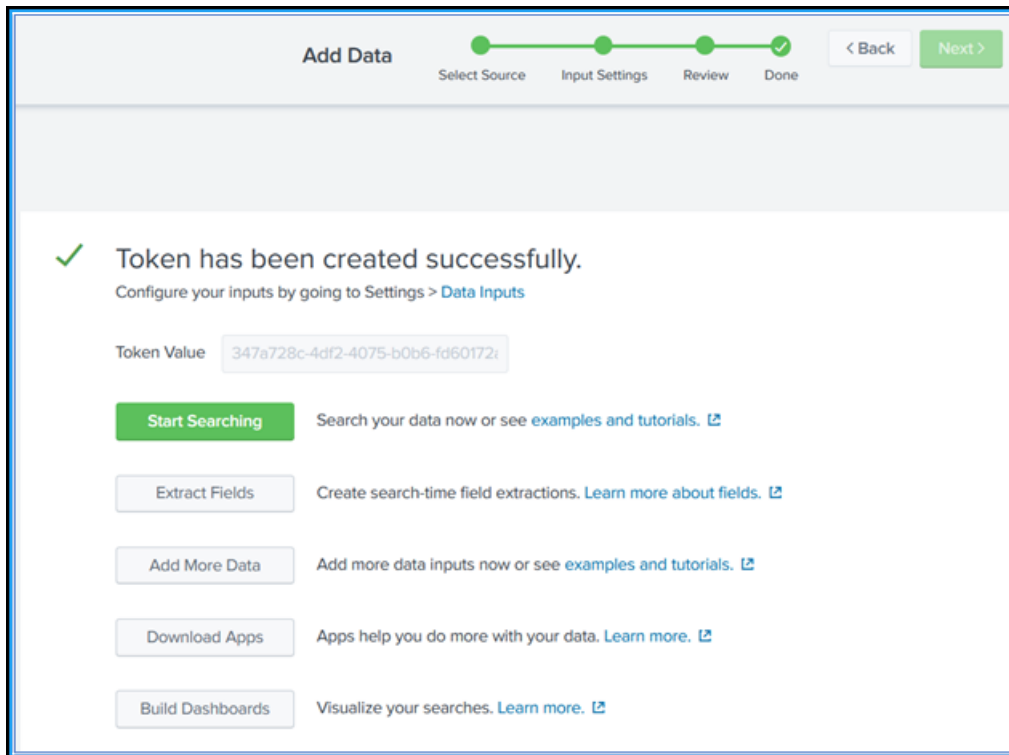 Add Data
Select Source
Input Settings
Review
Done
< Back
Next >
Token has been created successfully.
Configure your inputs by going to Settings > Data Inputs
Token Value 347a728c-4df2-4075-b0b6-fd60172
Start Searching Search your data now or see examples and tutorials.
Extract Fields Create search-time field extractions. Learn more about fields.
Add More Data Add more data inputs now or see examples and tutorials.
Download Apps Apps help you do more with your data. Learn more.
Build Dashboards Visualize your searches. Learn more.